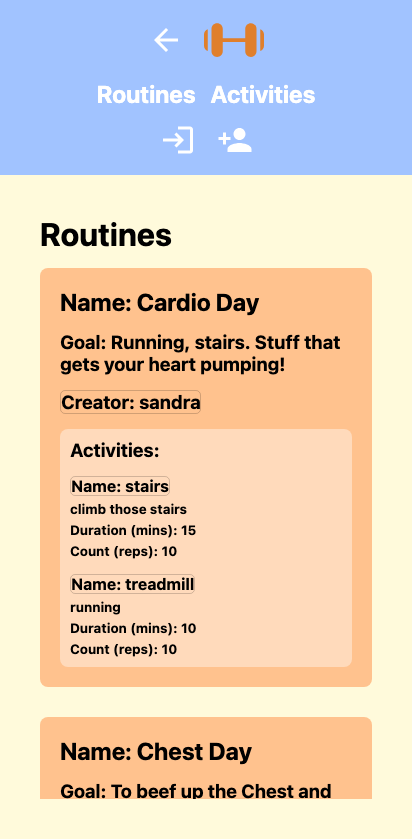 Routines Activities
Routines
Name: Cardio Day
Goal: Running, stairs. Stuff that
gets your heart pumping!
Creator: sandra
Activities:
Name: stairs
climb those stairs
Duration (mins): 15
Count (reps): 10
Name: treadmill
running
Duration (mins): 10
Count (reps): 10
Name: Chest Day
Goal: To beef up the Chest and